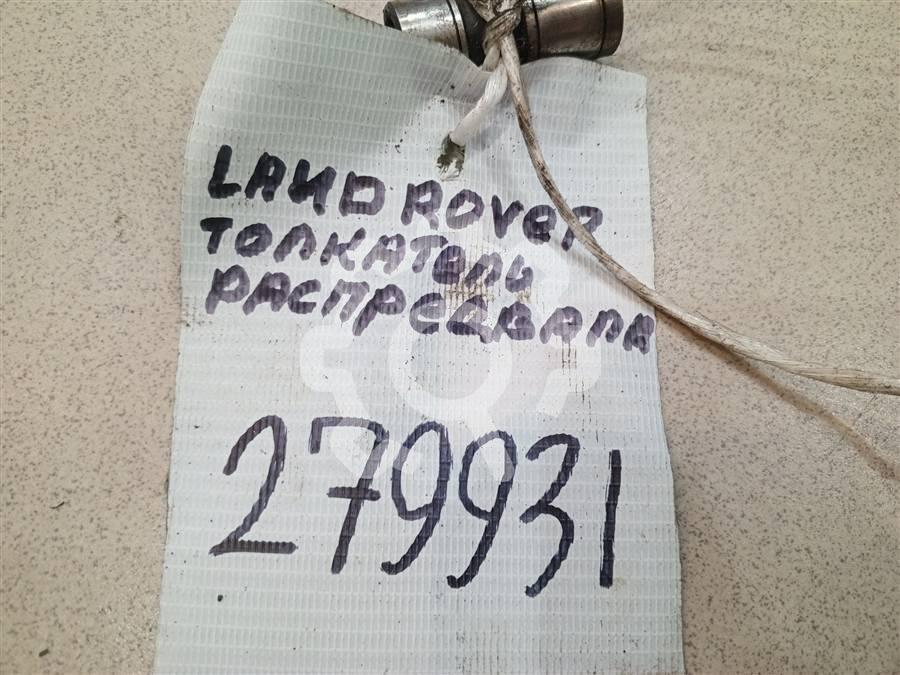 LAND ROVER
ТОЛКАТЕЛЬ
РАСПРЕДВАЛА
279931